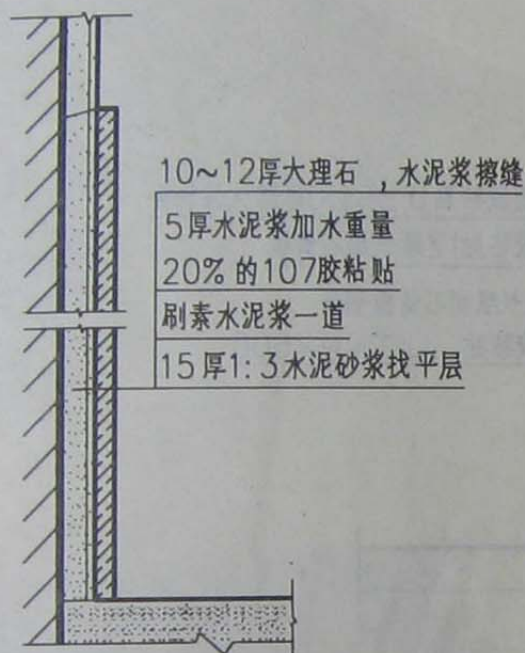 10~12厚大理石 , 水泥浆擦缝
5厚水泥浆加水重量
20%的107胶粘贴
刷素水泥浆一道
15厚1:3水泥砂浆找平层